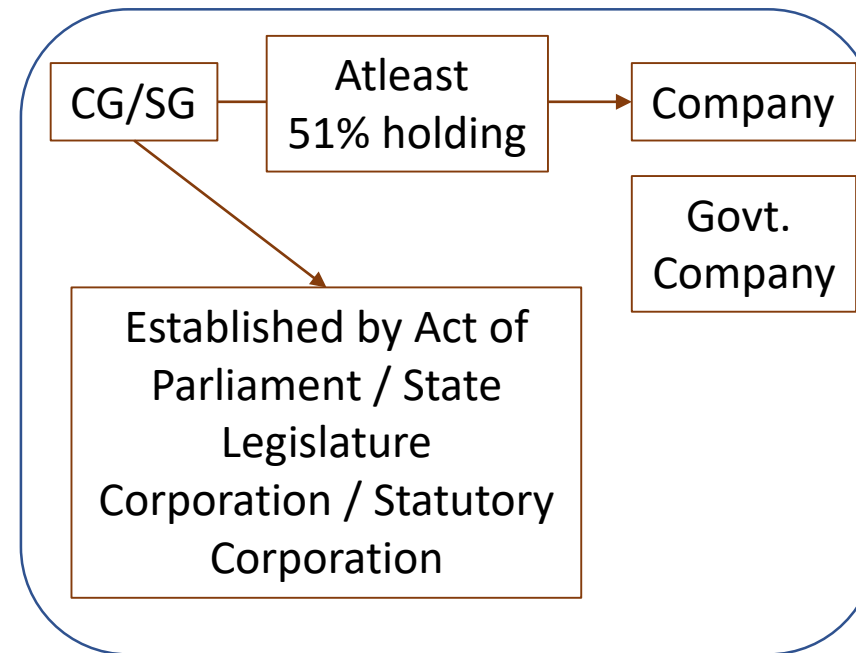 CG/SG
Atleast
51% holding
Company
Govt.
Company
Established by Act of
Parliament / State
Legislature
Corporation / Statutory
Corporation